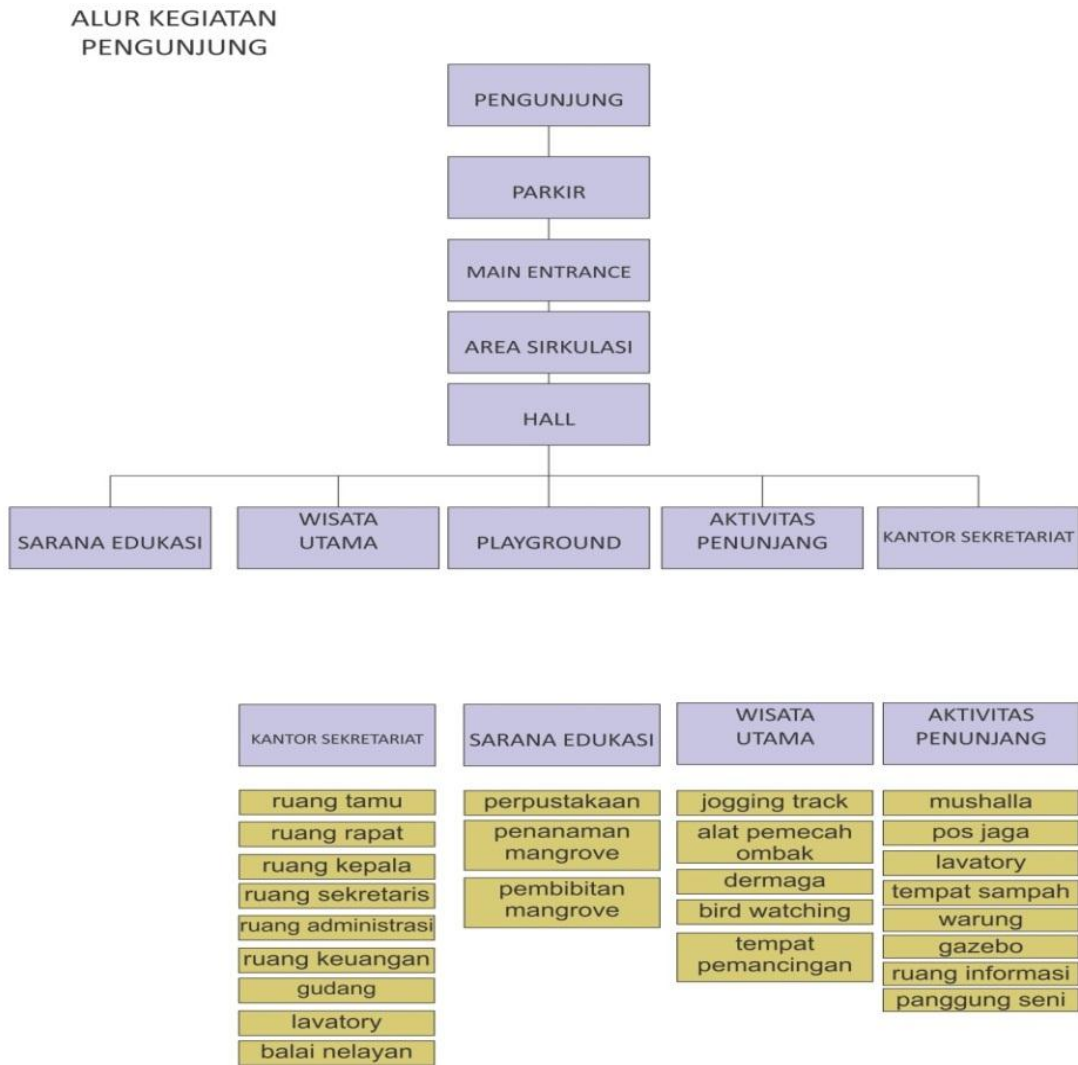 ALUR KEGIATAN
PENGUNJUNG
PENGUNJUNG
PARKIR
MAIN ENTRANCE
AREA SIRKULASI
HALL
SARANA EDUKASI
WISATA
UTAMA
PLAYGROUND
AKTIVITAS
PENUNJANG
KANTOR SEKRETARIAT
KANTOR SEKRETARIAT
ruang tamu
ruang rapat
ruang kepala
ruang sekretaris
ruang administrasi
ruang keuangan
gudang
lavatory
balai nelayan
SARANA EDUKASI
perpustakaan
penanaman
mangrove
pembibitan
mangrove
WISATA
UTAMA
jogging track
alat pemecah
ombak
dermaga
bird watching
tempat
pemancingan
AKTIVITAS
PENUNJANG
mushalla
pos jaga
lavatory
tempat sampah
warung
gazebo
ruang informasi
panggung seni